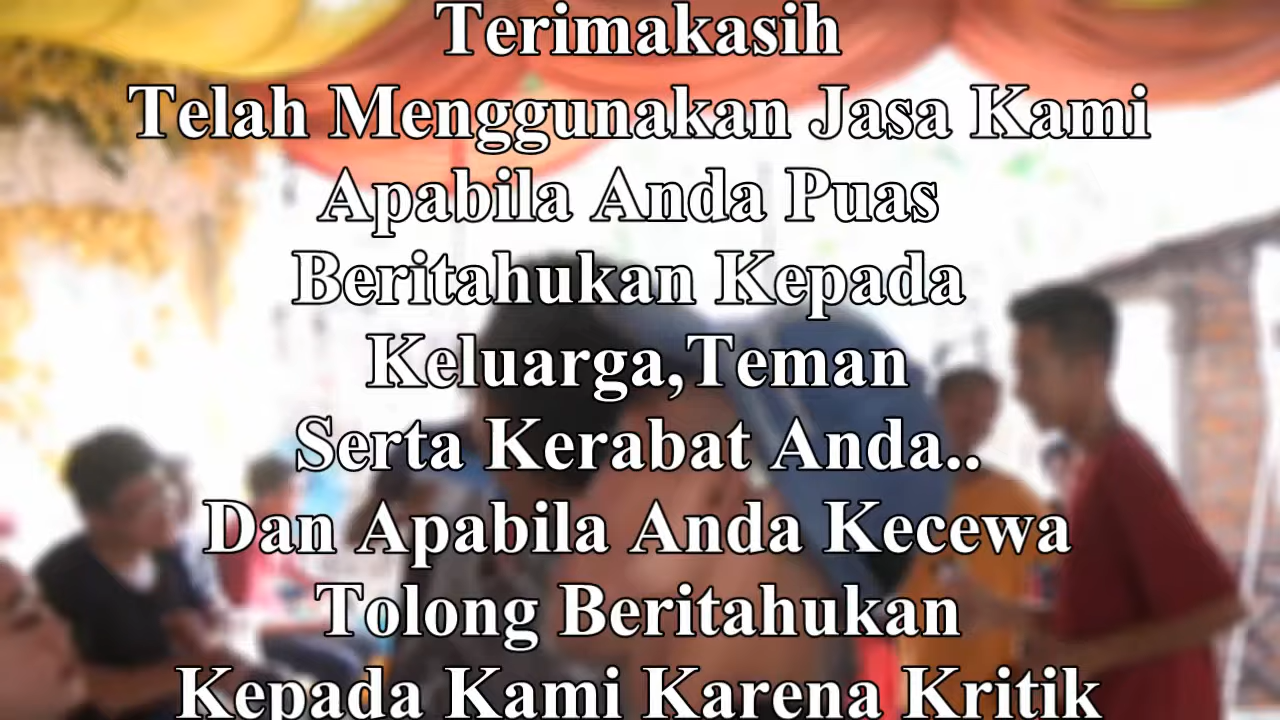 Terimakasih
Telah Menggunakan Jasa Kami
Apabila Anda Puas
Beritahukan Kepada
Keluarga,Teman
Serta Kerabat Anda..
Dan Apabila Anda Kecewa
Tolong Beritahukan
Kepada Kami Karena Kritik